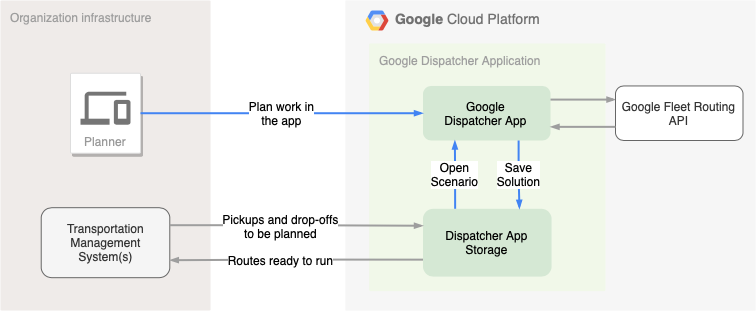 Organization infrastructure
Google Cloud Platform
Google Dispatcher Application
Planner
Plan work in
the app
Google
Dispatcher App
Google Fleet Routing
API
Open
Scenario
Save
Solution
Transportation
Management
System(s)
Pickups and drop-offs
to be planned
Routes ready to run
Dispatcher App
Storage